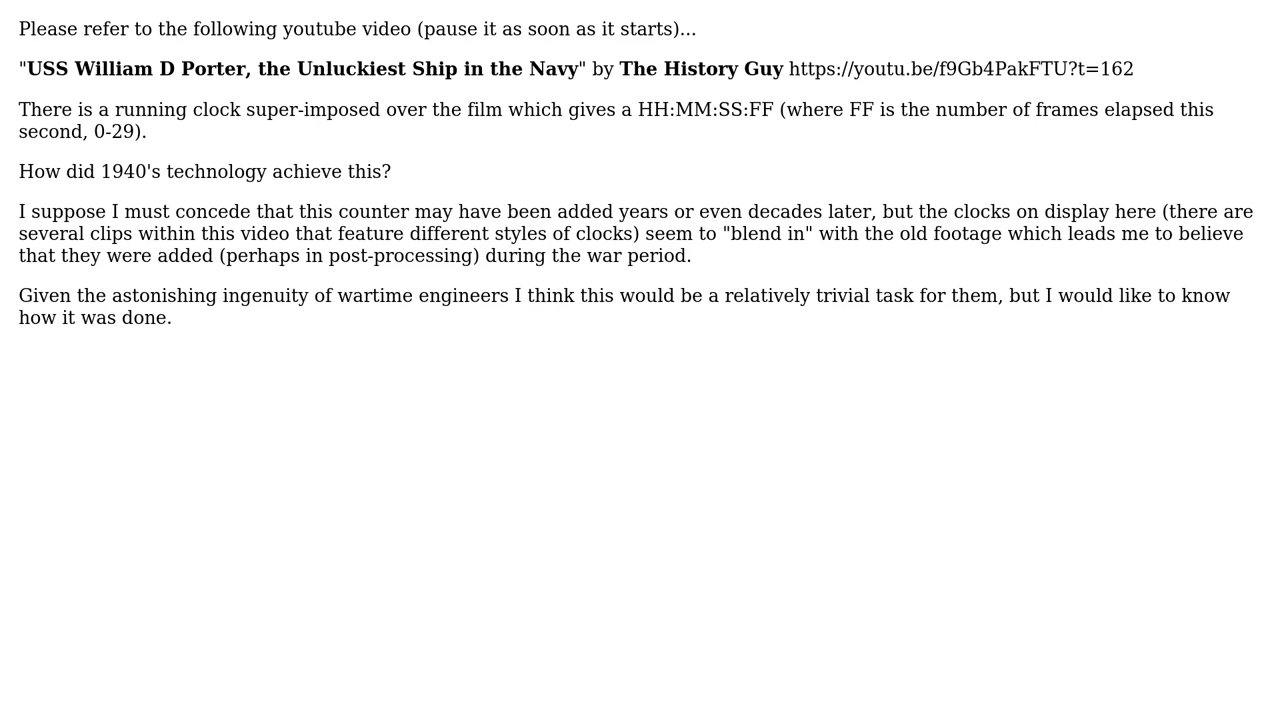 Please refer to the following youtube video (pause it as soon as it starts)...
"USS William D Porter, the Unluckiest Ship in the Navy" by The History Guy https://youtu.be/f9Gb4PakFTU?t=162
There is a running clock super-imposed over the film which gives a HH:MM:SS:FF (where FF is the number of frames elapsed this
second, 0-29).
How did 1940's technology achieve this?
I suppose I must concede that this counter may have been added years or even decades later, but the clocks on display here (there are
several clips within this video that feature different styles of clocks) seem to "blend in" with the old footage which leads me to believe
that they were added (perhaps in post-processing) during the war period.
Given the astonishing ingenuity of wartime engineers I think this would be a relatively trivial task for them, but I would like to know
how it was done.